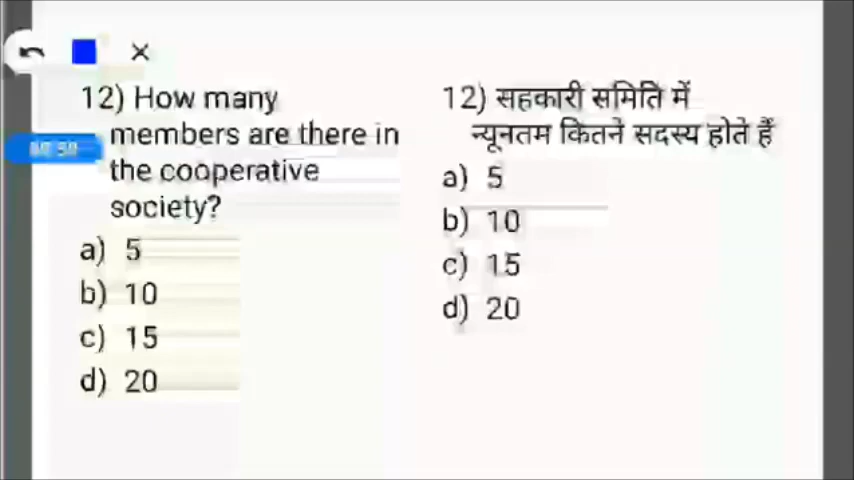 12) How many
members are there in
the cooperative
society?
a) 5
b) 10
c) 15
d) 20
12) सहकारी समिति में
न्यूनतम कितने सदस्य होते हैं
a) 5
b) 10
c) 15
d) 20